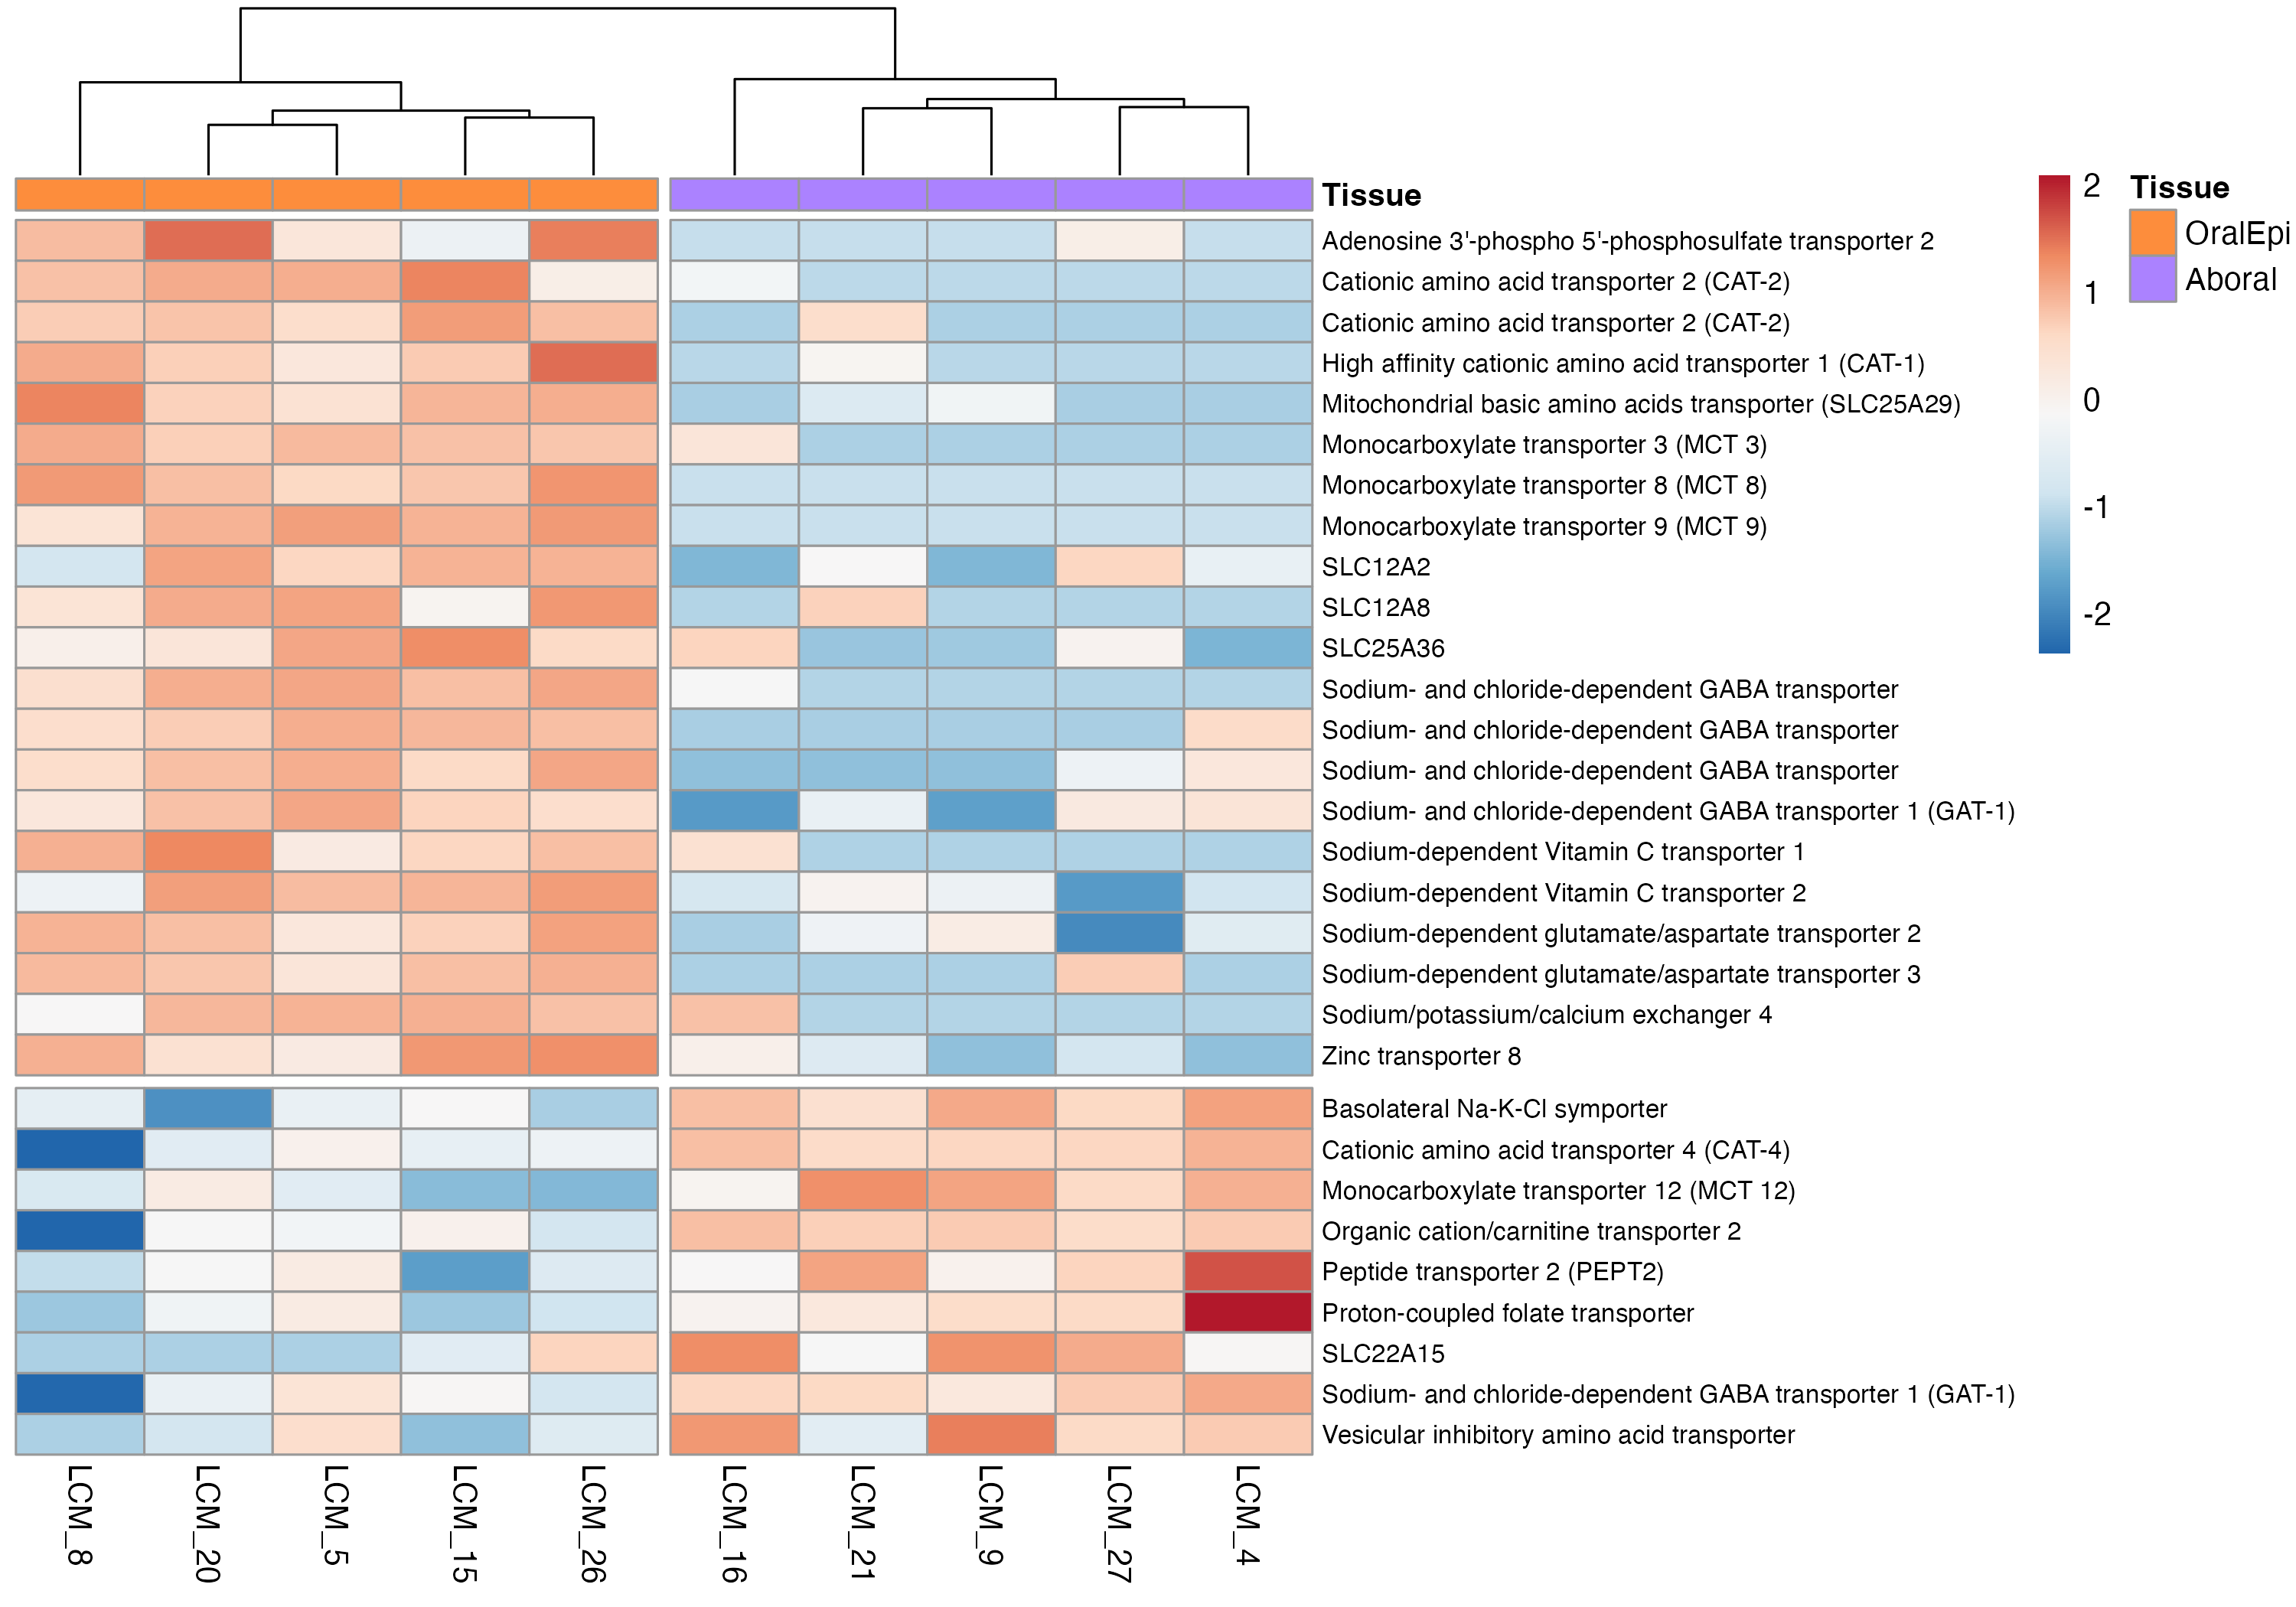 Tissue
Adenosine 3'-phospho 5'-phosphosulfate transporter 2
Cationic amino acid transporter 2 (CAT-2)
Cationic amino acid transporter 2 (CAT-2)
High affinity cationic amino acid transporter 1 (CAT-1)
Mitochondrial basic amino acids transporter (SLC25A29)
Monocarboxylate transporter 3 (MCT 3)
Monocarboxylate transporter 8 (MCT 8)
Monocarboxylate transporter 9 (MCT 9)
SLC12A2
SLC12A8
SLC25A36
Sodium- and chloride-dependent GABA transporter
Sodium- and chloride-dependent GABA transporter
Sodium- and chloride-dependent GABA transporter
Sodium- and chloride-dependent GABA transporter 1 (GAT-1)
Sodium-dependent Vitamin C transporter 1
Sodium-dependent Vitamin C transporter 2
Sodium-dependent glutamate/aspartate transporter 2
Sodium-dependent glutamate/aspartate transporter 3
Sodium/potassium/calcium exchanger 4
Zinc transporter 8
Basolateral Na-K-Cl symporter
Cationic amino acid transporter 4 (CAT-4)
Monocarboxylate transporter 12 (MCT 12)
Organic cation/carnitine transporter 2
Peptide transporter 2 (PEPT2)
Proton-coupled folate transporter
SLC22A15
Sodium- and chloride-dependent GABA transporter 1 (GAT-1)
Vesicular inhibitory amino acid transporter
LCM_8
LCM_20
LCM_5
LCM_15
LCM_26
LCM_16
LCM_21
LCM_9
LCM_27
LCM_4
2
1
0
-1
-2
Tissue
OralEpi
Aboral